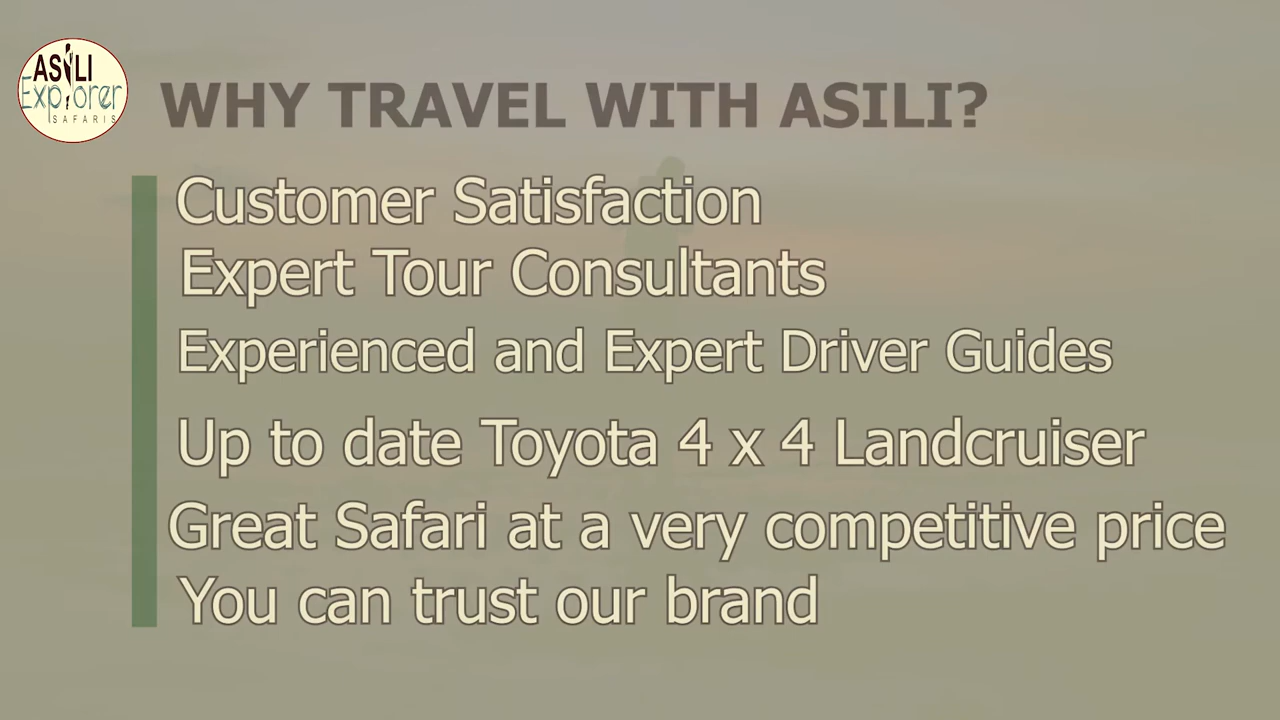 ASILI
Explorer
SAFARIS
WHY TRAVEL WITH ASILI?
Customer Satisfaction
Expert Tour Consultants
Experienced and Expert Driver Guides
Up to date Toyota 4 x 4 Landcruiser
Great Safari at a very competitive price
You can trust our brand